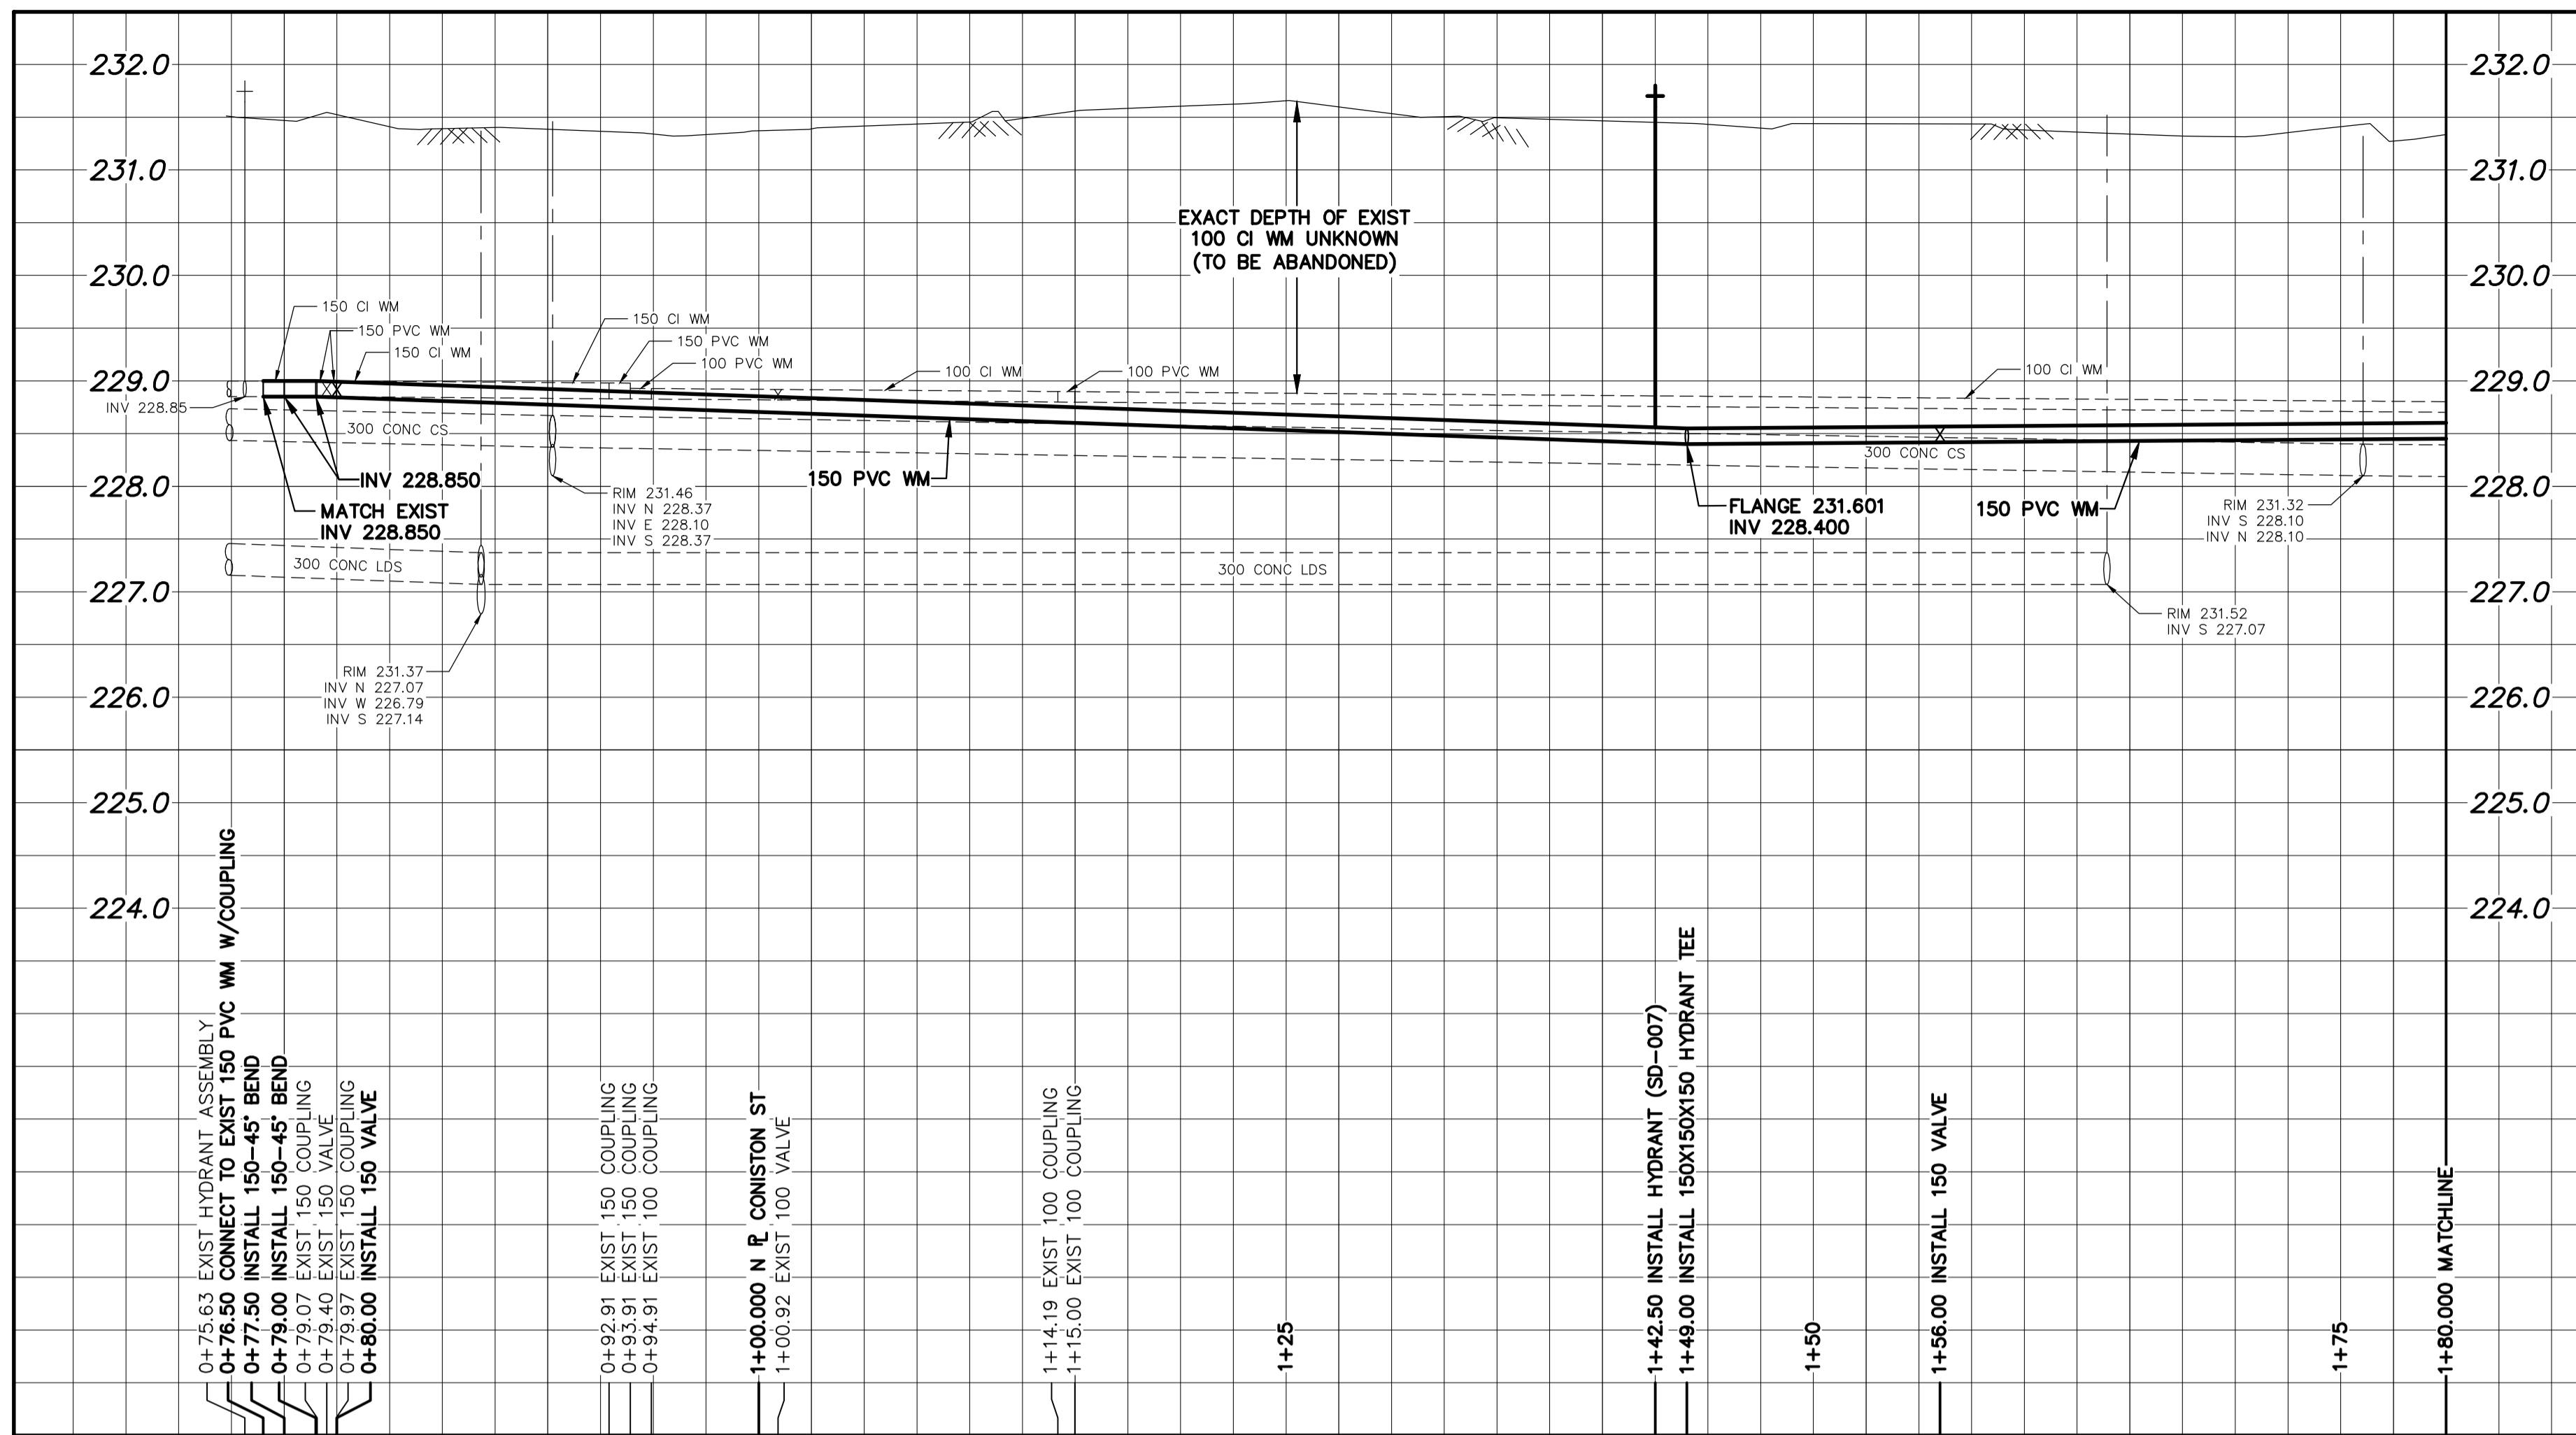 232.0
232.0
231.0
231.0
EXACT DEPTH OF EXIST
100 CI WM UNKNOWN
(TO BE ABANDONED)
230.0
230.0
150 CI WM
150 PVC WM
150 CI WM
150 CI WM
150 PVC WM
100 PVC WM
100 CI WM
100 PVC WM
100 CI WM
229.0
229.0
INV 228.85
300 CONC CS
300 CONC CS
INV 228.850
MATCH EXIST
INV 228.850
150 PVC WM
RIM 231.46
INV N 228.37
INV E 228.10
INV S 228.37
FLANGE 231.601
INV 228.400
150 PVC WM
RIM 231.32
INV S 228.10
INV N 228.10
228.0
228.0
300 CONC LDS
300 CONC LDS
227.0
227.0
RIM 231.52
INV S 227.07
RIM 231.37
INV N 227.07
INV W 226.79
INV S 227.14
226.0
226.0
225.0
225.0
224.0
224.0
0+75.63 EXIST HYDRANT ASSEMBLY
0+76.50 CONNECT TO EXIST 150 PVC WM W/COUPLING
0+77.50 INSTALL 150-45° BEND
0+79.00 INSTALL 150-45° BEND
0+79.07 EXIST 150 COUPLING
0+79.40 EXIST 150 VALVE
0+79.97 EXIST 150 COUPLING
0+80.00 INSTALL 150 VALVE
0+92.91 EXIST 150 COUPLING
0+93.91 EXIST 150 COUPLING
0+94.91 EXIST 100 COUPLING
1+00.000 N PL CONISTON ST
1+00.92 EXIST 100 VALVE
1+14.19 EXIST 100 COUPLING
1+15.00 EXIST 100 COUPLING
1+25
1+42.50 INSTALL HYDRANT (SD-007)
1+49.00 INSTALL 150X150X150 HYDRANT TEE
1+50
1+56.00 INSTALL 150 VALVE
1+75
1+80.000 MATCHLINE